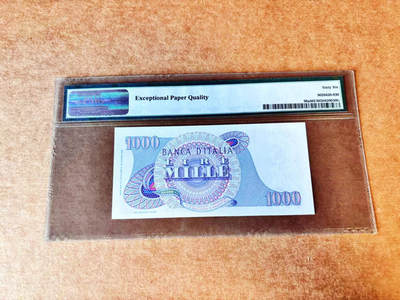 Exceptional Paper Quality
Sixty Six
1000
BANCA D'ITALIA
LIRE
MILLE
1000